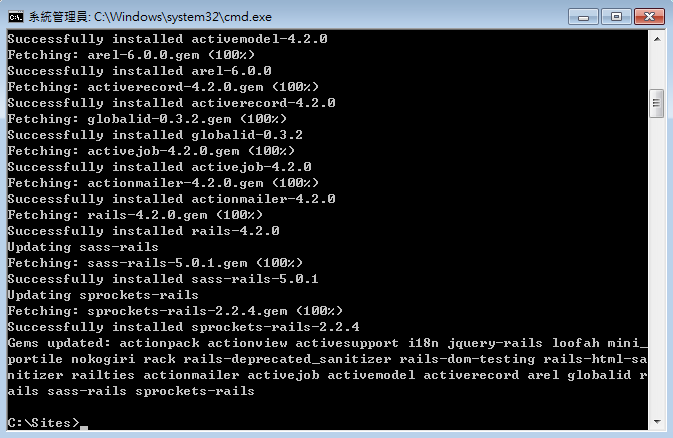 系統管理員: C:\Windows\system32\cmd.exe
Successfully installed activemodel-4.2.0
Fetching: arel-6.0.0.gem (100%)
Successfully installed arel-6.0.0
Fetching: activerecord-4.2.0.gem (100%)
Successfully installed activerecord-4.2.0
Fetching: globalid-0.3.2.gem (100%)
Successfully installed globalid-0.3.2
Fetching: activejob-4.2.0.gem (100%)
Successfully installed activejob-4.2.0
Fetching: actionmailer-4.2.0.gem (100%)
Successfully installed actionmailer-4.2.0
Fetching: rails-4.2.0.gem (100%)
Successfully installed rails-4.2.0
Updating sass-rails
Fetching: sass-rails-5.0.1.gem (100%)
Successfully installed sass-rails-5.0.1
Updating sprockets-rails
Fetching: sprockets-rails-2.2.4.gem (100%)
Successfully installed sprockets-rails-2.2.4
Gems updated: actionpack actionview activesupport i18n jquery-rails loofah mini_
portile nokogiri rack rails-deprecated_sanitizer rails-dom-testing rails-html-sa
nitizer railties actionmailer activejob activemodel activerecord arel globalid r
ails sass-rails sprockets-rails
C:\Sites>